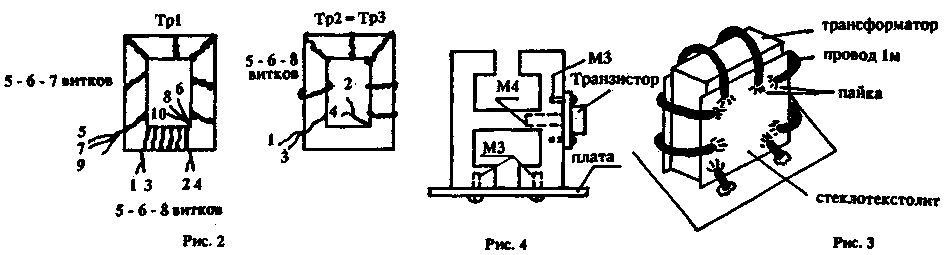 Тр1
5 - 6 - 7 витков
6
8
10
5
7
9
1 3
2 4
5 - 6 - 8 витков
Рис. 2
Тр2 = Тр3
5 - 6 - 8
витков
2
4
1
3
М3
Транзистор
М4
М3
плата
Рис. 4
трансформатор
провод 1м
пайка
стеклотекстолит
Рис. 3